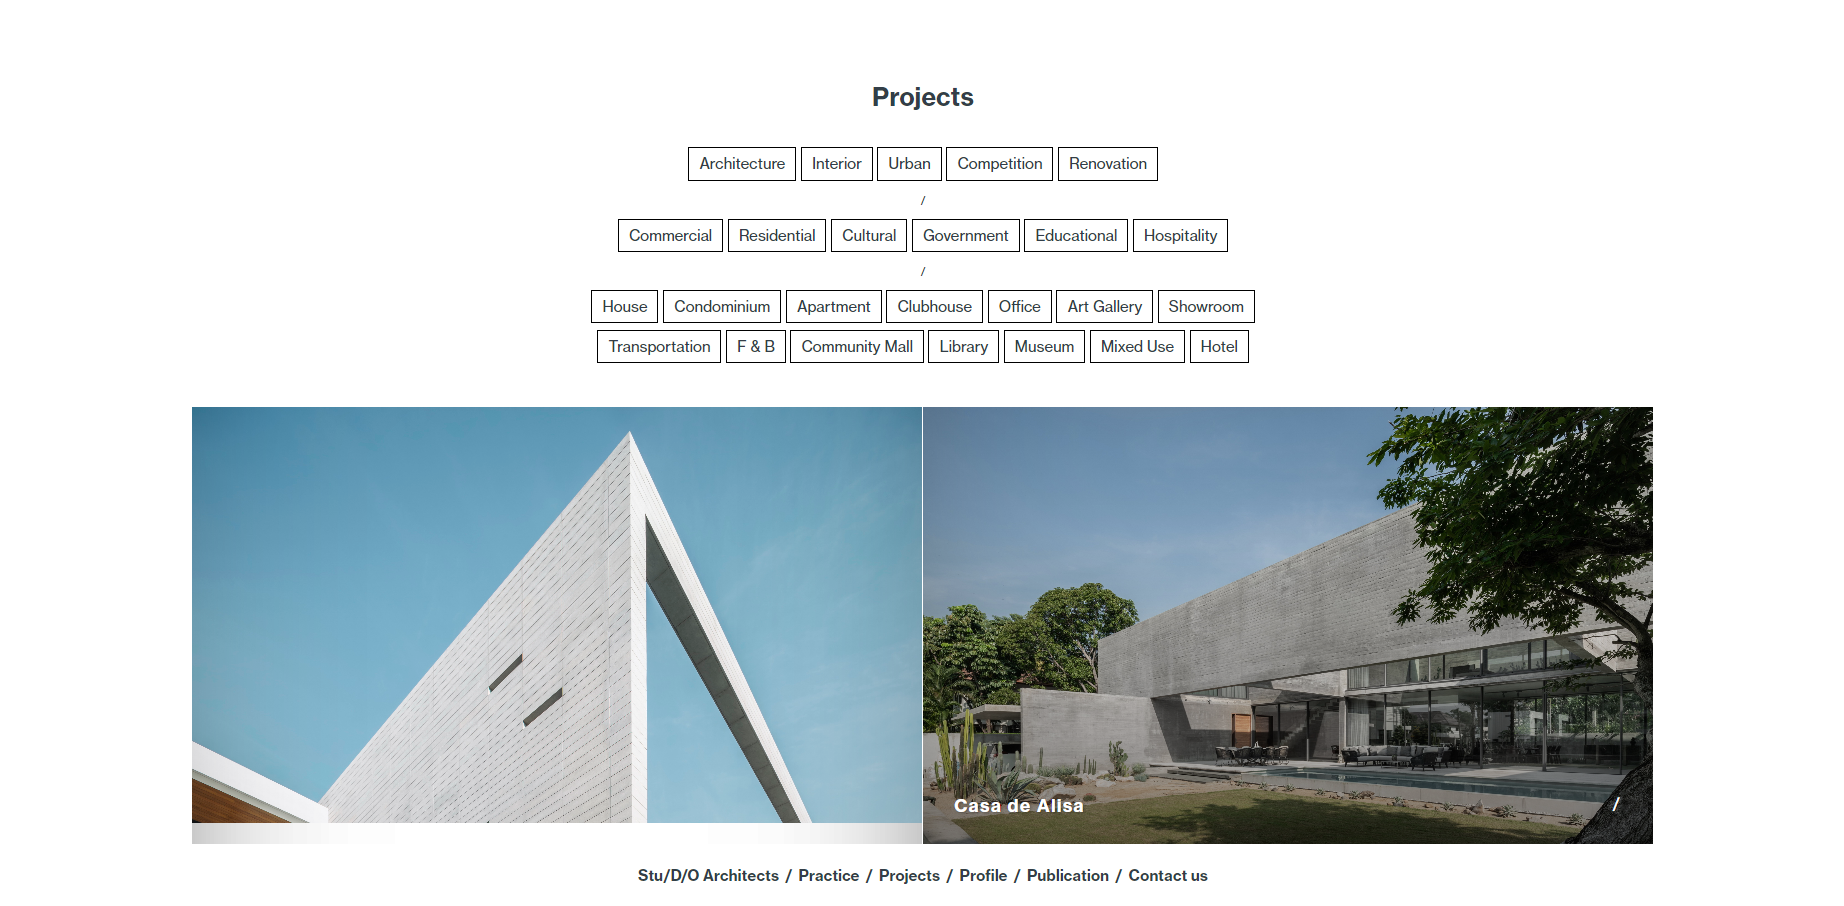 Projects
Architecture Interior Urban Competition Renovation
/
Commercial Residential Cultural Government Educational Hospitality
/
House Condominium Apartment Clubhouse Office Art Gallery Showroom
Transportation F & B Community Mall Library Museum Mixed Use Hotel
Casa de Alisa /
Stu/D/O Architects / Practice / Projects / Profile / Publication / Contact us